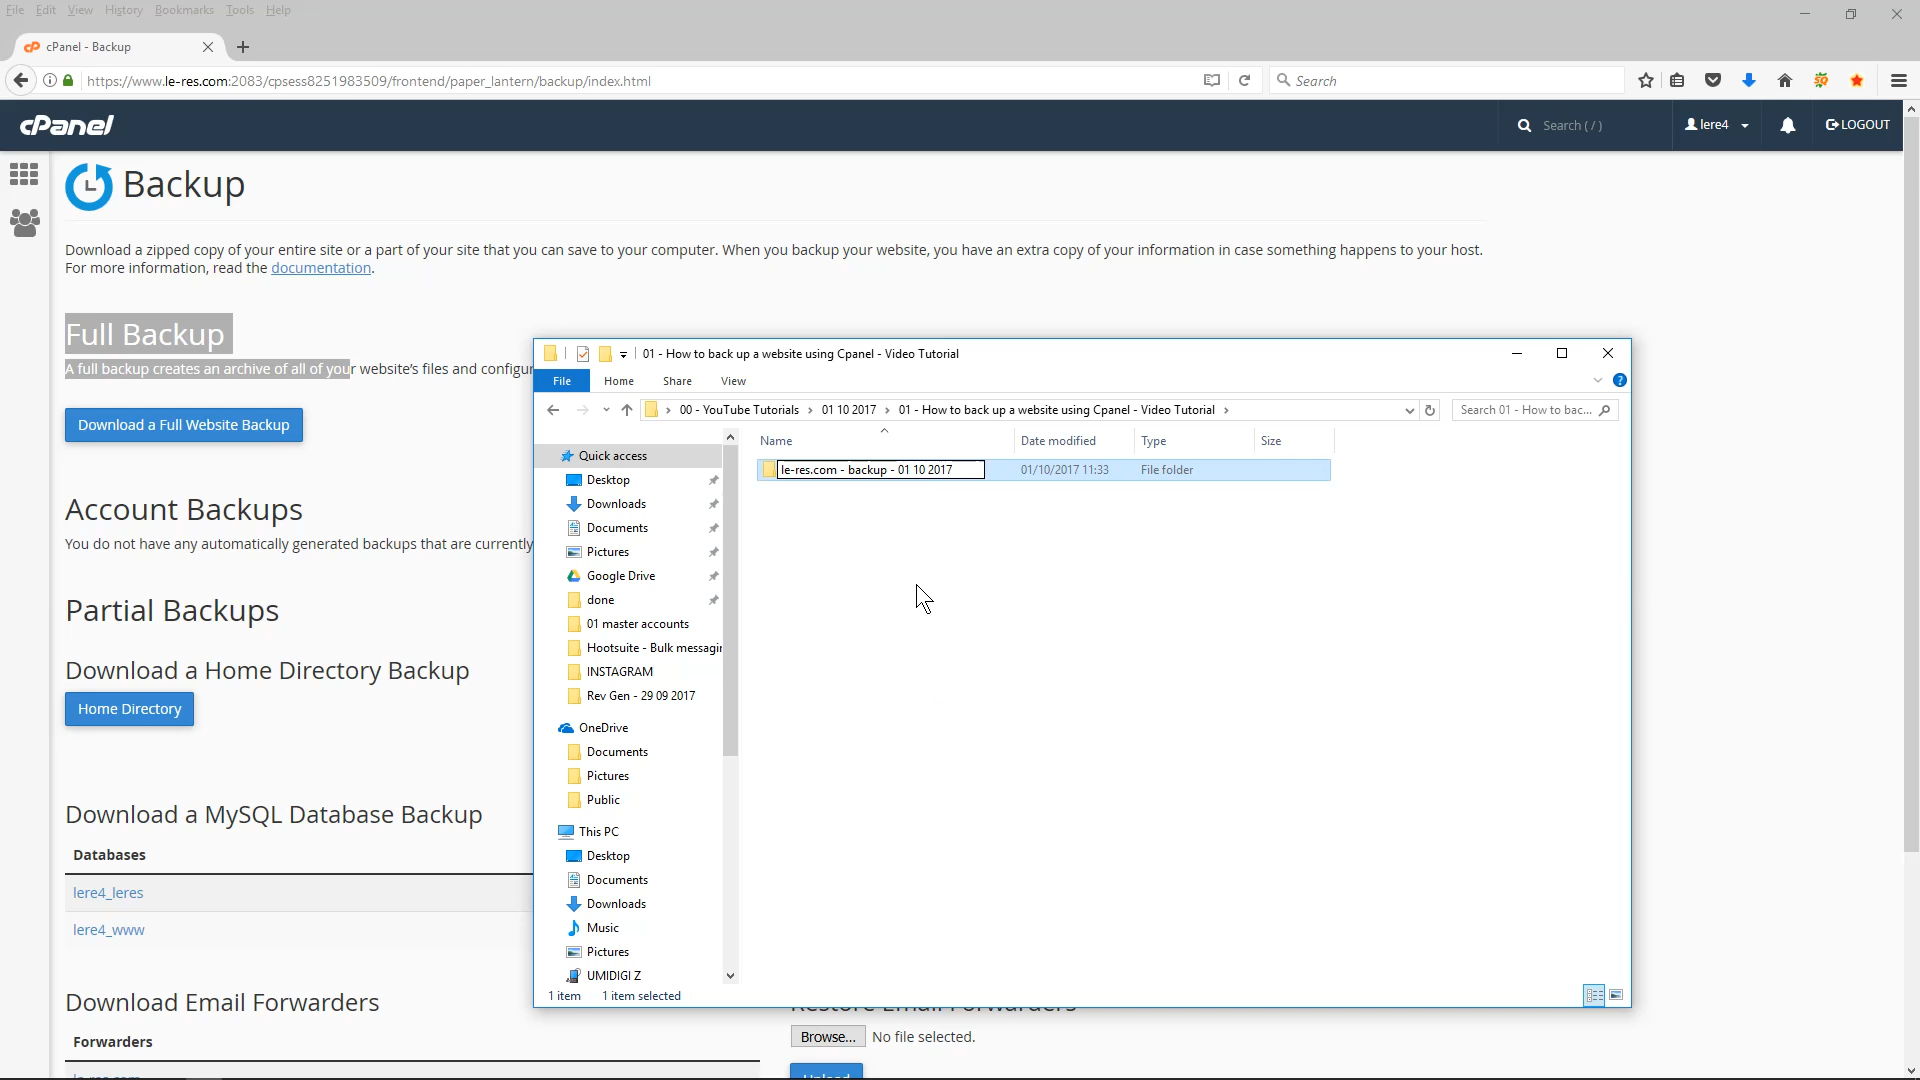 File Edit View History Bookmarks Tools Help
cPanel - Backup
https://www.le-res.com:2083/cpsess8251983509/frontend/paper_lantern/backup/index.html
Search
cPanel
Search ( / )
lere4
LOGOUT
Backup
Download a zipped copy of your entire site or a part of your site that you can save to your computer. When you backup your website, you have an extra copy of your information in case something happens to your host.
For more information, read the documentation.
Full Backup
A full backup creates an archive of all of your website's files and configur
Download a Full Website Backup
Account Backups
You do not have any automatically generated backups that are currently
Partial Backups
Download a Home Directory Backup
Home Directory
Download a MySQL Database Backup
Databases
lere4_leres
lere4_www
Download Email Forwarders
Forwarders
Restore Email Forwarders
Browse... No file selected.
Upload
01 - How to back up a website using Cpanel - Video Tutorial
File Home Share View
00 - YouTube Tutorials 01 10 2017 01 - How to back up a website using Cpanel - Video Tutorial
Search 01 - How to bac...
Name Date modified Type Size
le-res.com - backup - 01 10 2017 01/10/2017 11:33 File folder
Quick access
Desktop
Downloads
Documents
Pictures
Google Drive
done
01 master accounts
Hootsuite - Bulk messagin
INSTAGRAM
Rev Gen - 29 09 2017
OneDrive
Documents
Pictures
Public
This PC
Desktop
Documents
Downloads
Music
Pictures
UMIDIGI Z
1 item 1 item selected